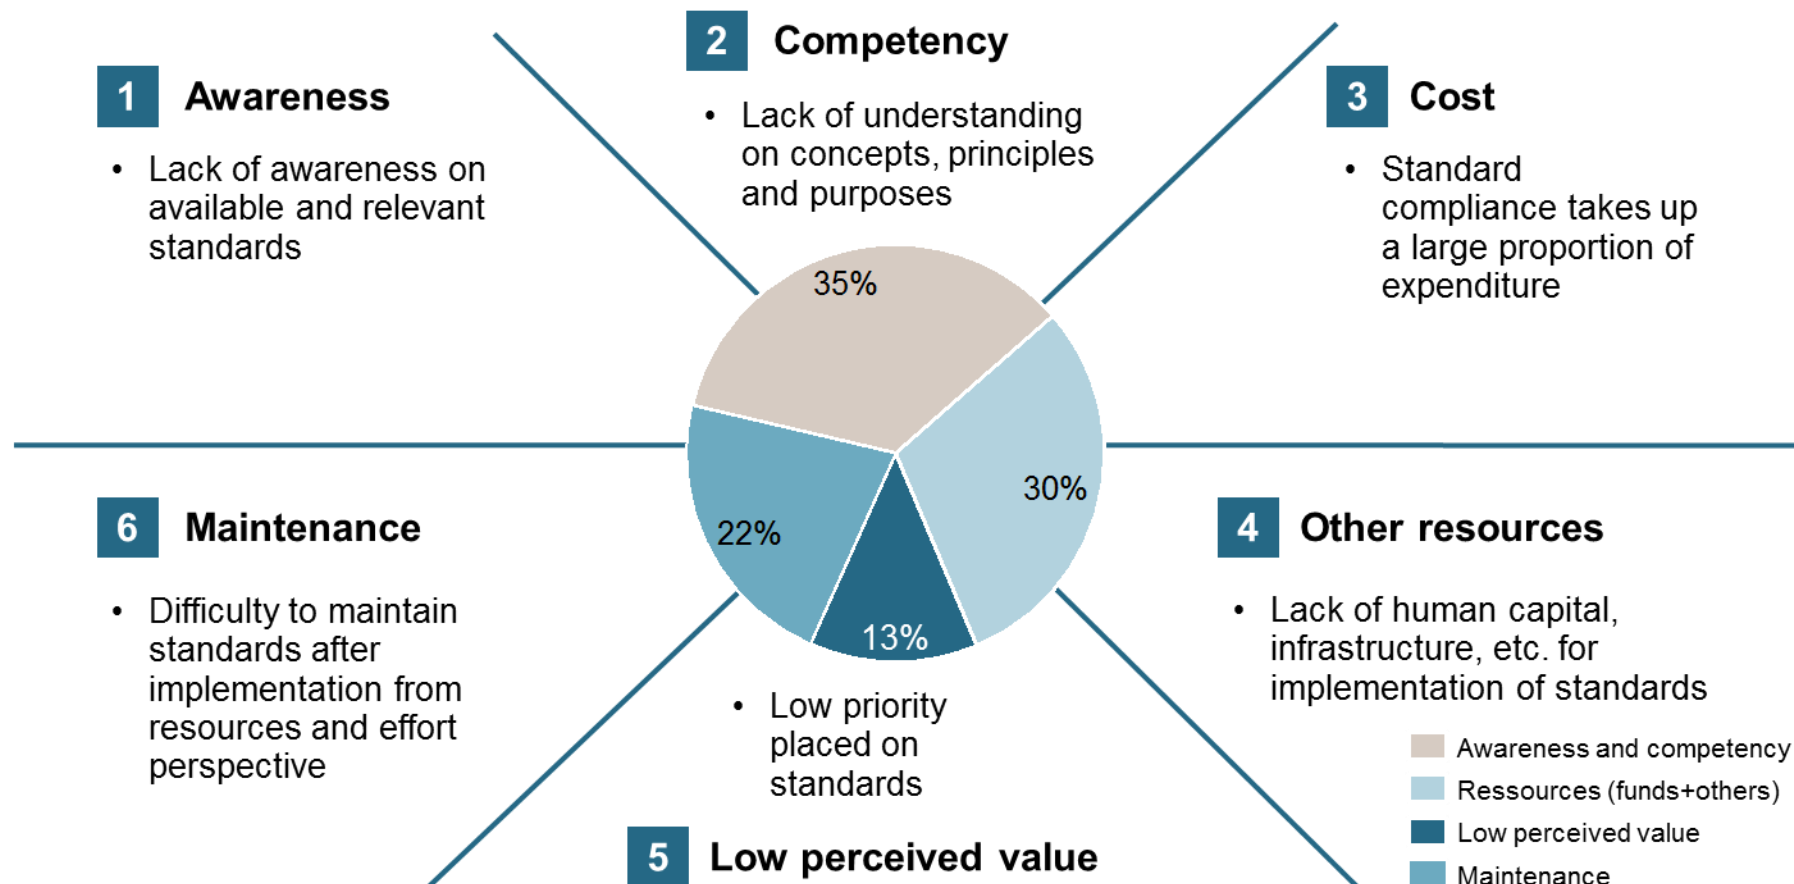 1 Awareness
• Lack of awareness on
available and relevant
standards
2 Competency
• Lack of understanding
on concepts, principles
and purposes
3 Cost
• Standard
compliance takes up
a large proportion of
expenditure
35%
30%
22%
13%
6 Maintenance
• Difficulty to maintain
standards after
implementation from
resources and effort
perspective
• Low priority
placed on
standards
5 Low perceived value
4 Other resources
• Lack of human capital,
infrastructure, etc. for
implementation of standards
Awareness and competency
Ressources (funds+others)
Low perceived value
Maintenance